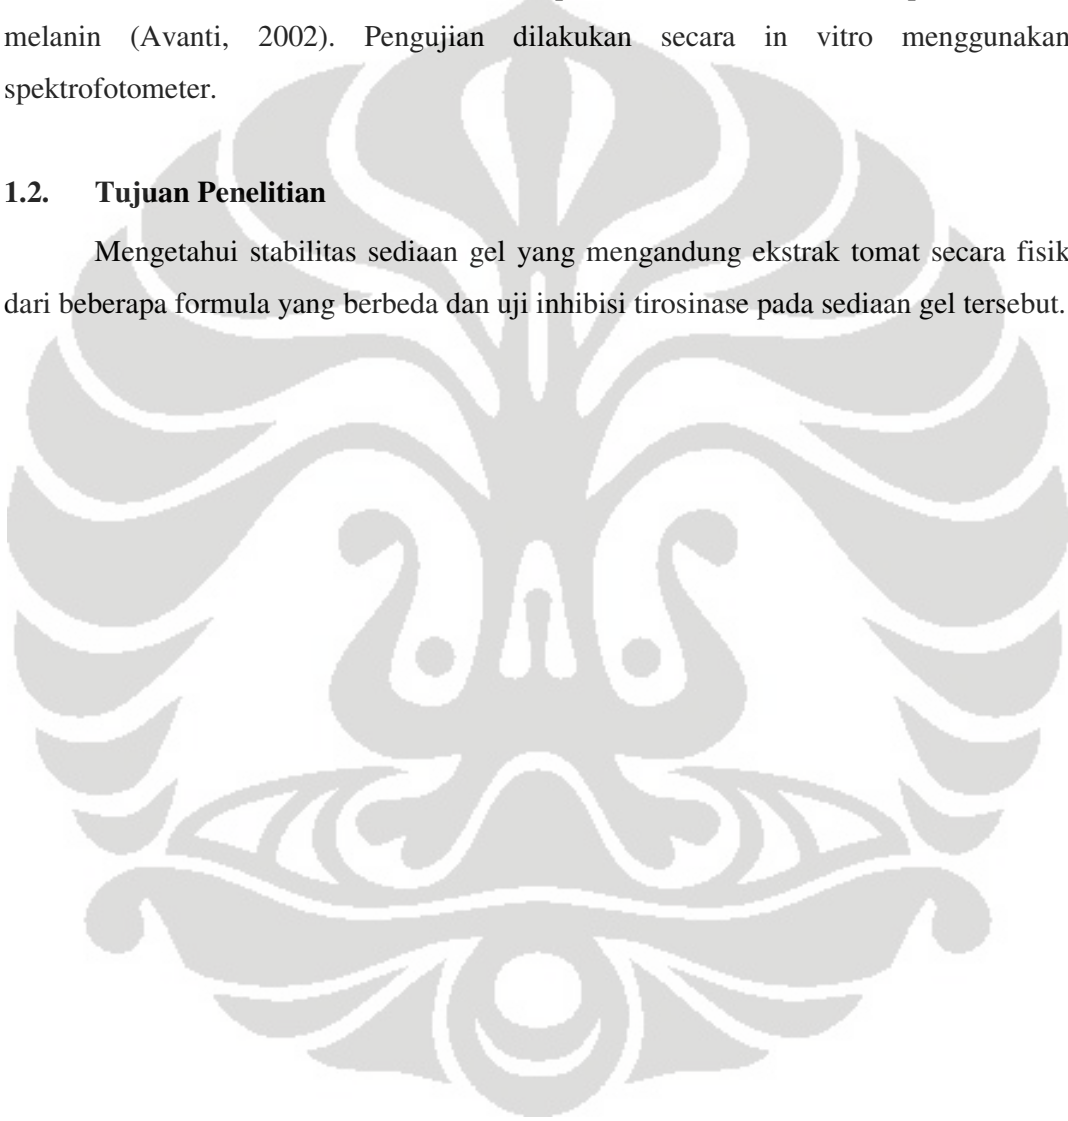 melanin (Avanti, 2002). Pengujian dilakukan secara in vitro menggunakan
spektrofotometer.
1.2. Tujuan Penelitian
Mengetahui stabilitas sediaan gel yang mengandung ekstrak tomat secara fisik
dari beberapa formula yang berbeda dan uji inhibisi tirosinase pada sediaan gel tersebut.